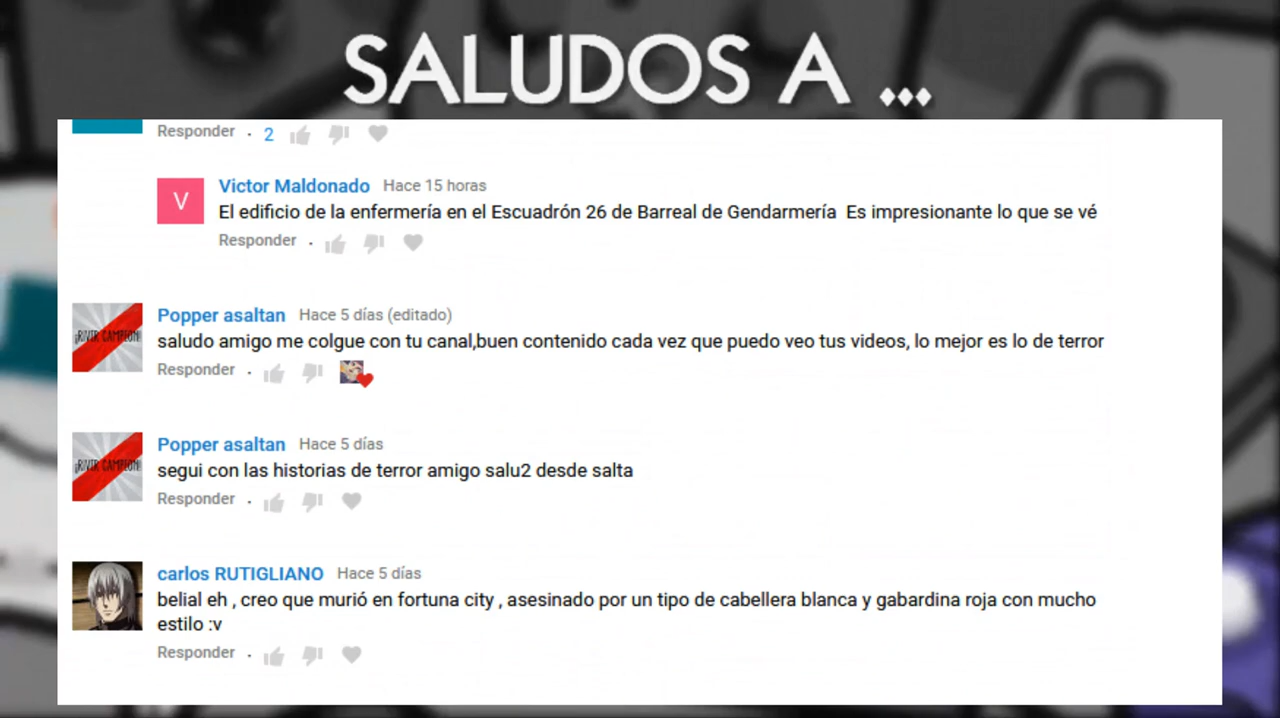 SALUDOS A ...
Responder . 2
V
Victor Maldonado Hace 15 horas
El edificio de la enfermería en el Escuadrón 26 de Barreal de Gendarmería Es impresionante lo que se vé
Responder .
¡RIVER CAMPEON!
Popper asaltan Hace 5 días (editado)
saludo amigo me colgue con tu canal,buen contenido cada vez que puedo veo tus videos, lo mejor es lo de terror
Responder .
¡RIVER CAMPEON!
Popper asaltan Hace 5 días
segui con las historias de terror amigo salu2 desde salta
Responder .
carlos RUTIGLIANO Hace 5 días
belial eh , creo que murió en fortuna city , asesinado por un tipo de cabellera blanca y gabardina roja con mucho
estilo :v
Responder .